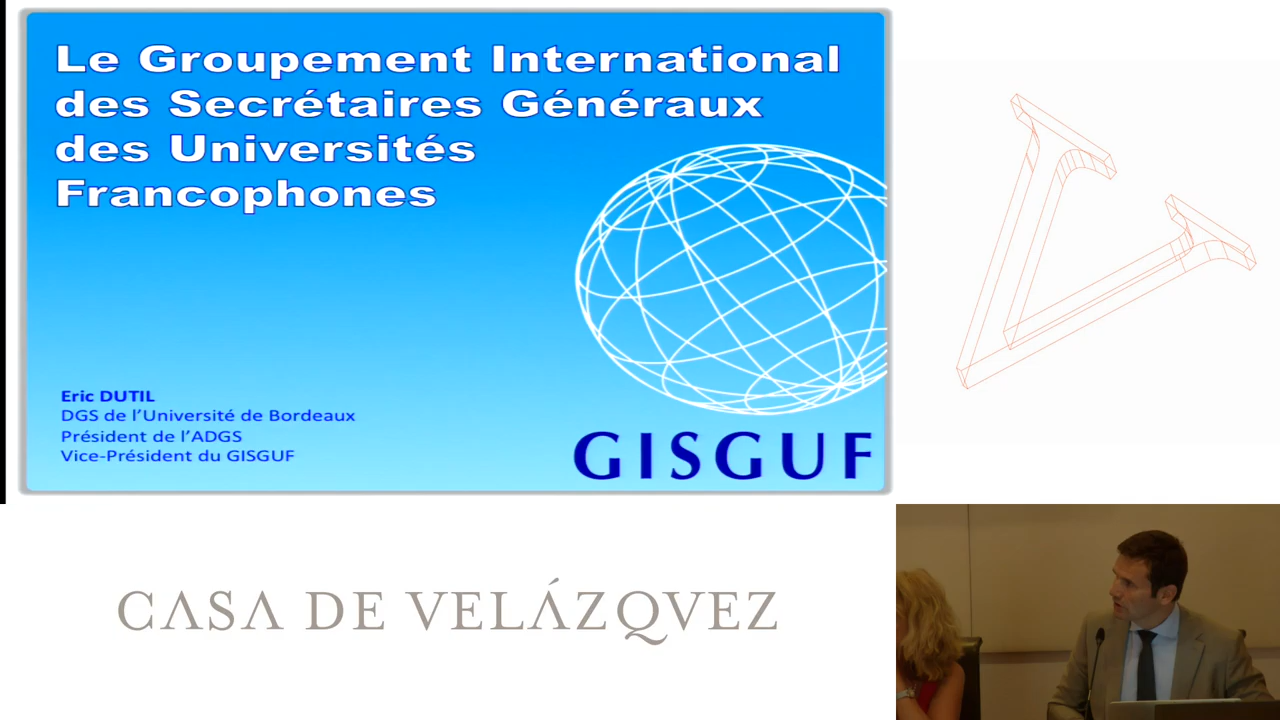 Le Groupement International
des Secrétaires Généraux
des Universités
Francophones
Eric DUTIL
DGS de l'Université de Bordeaux
Président de l'ADGS
Vice-Président du GISGUF
GISGUF
CASA DE VELÁZQVEZ